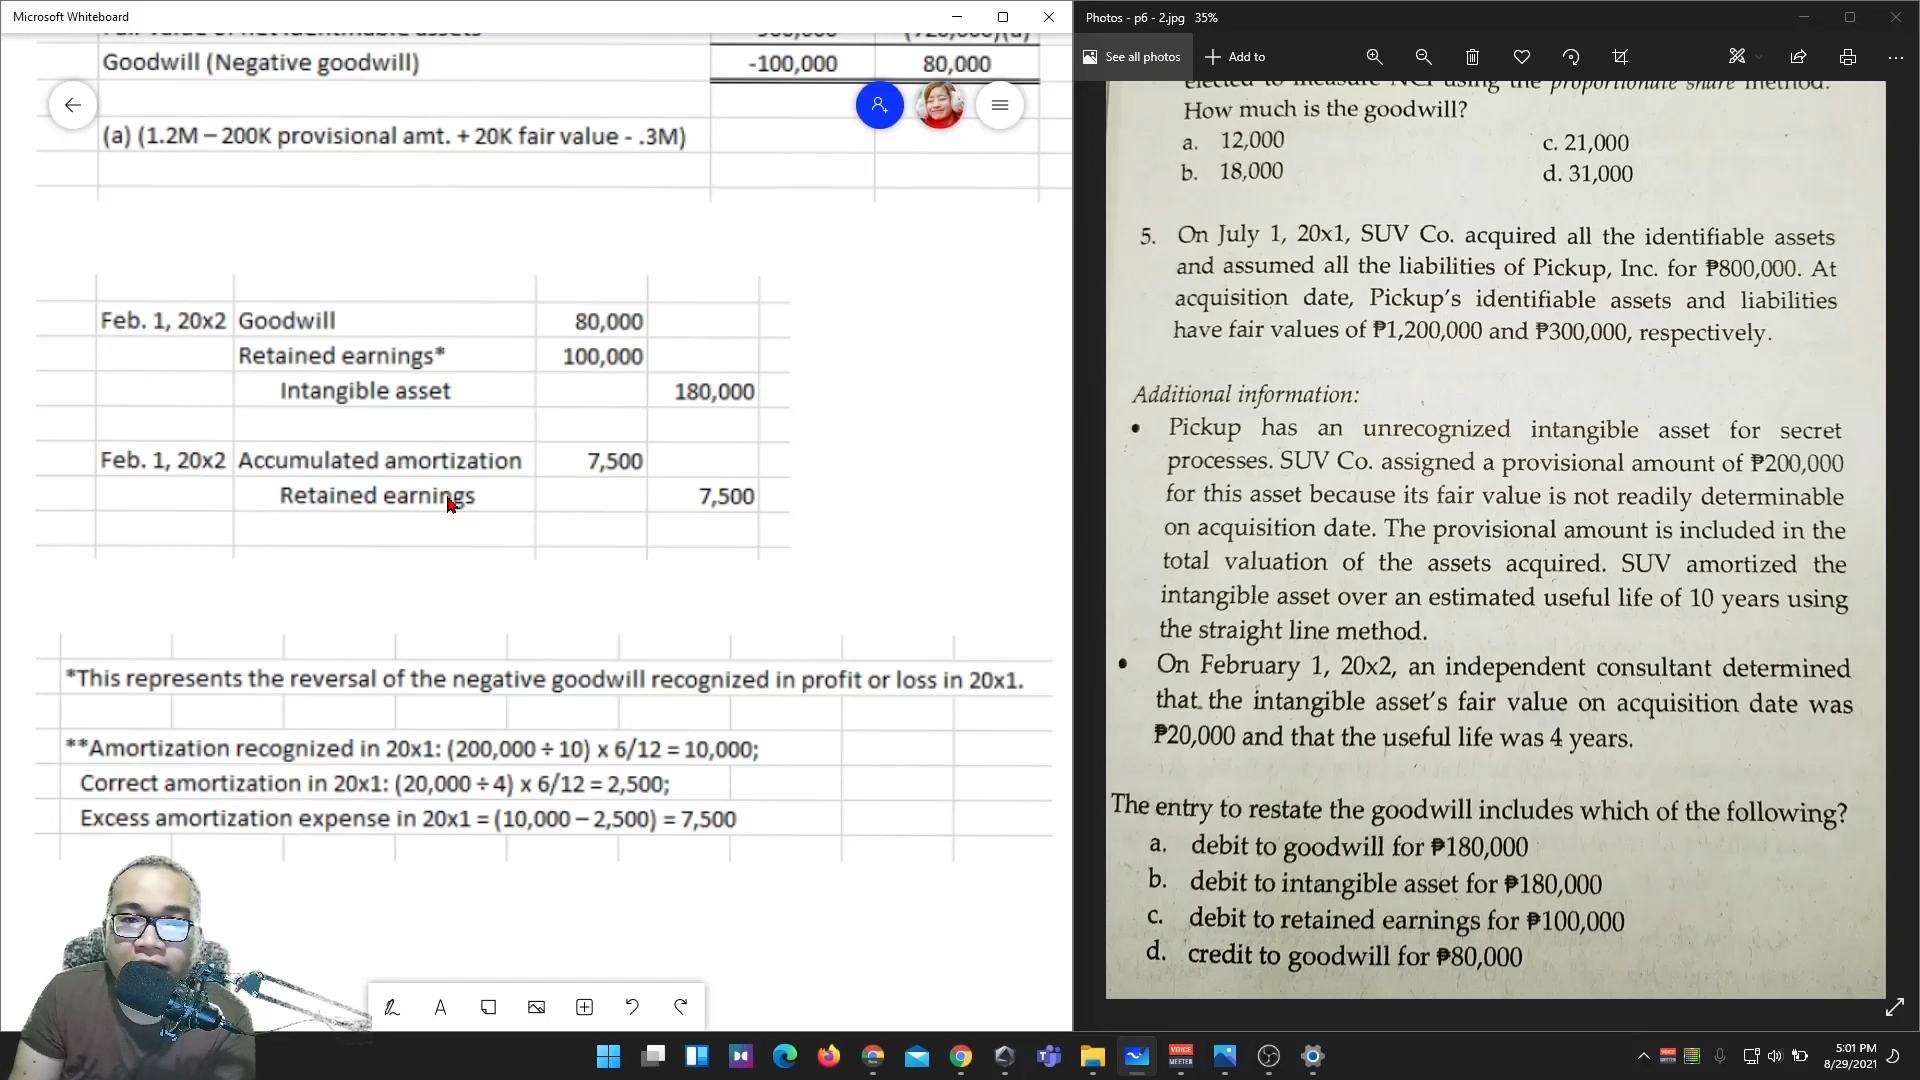 Microsoft Whiteboard
Goodwill (Negative goodwill) -100,000 80,000
(a) (1.2M – 200K provisional amt. + 20K fair value - .3M)
Feb. 1, 20x2 Goodwill 80,000
Retained earnings* 100,000
Intangible asset 180,000
Feb. 1, 20x2 Accumulated amortization 7,500
Retained earnings 7,500
*This represents the reversal of the negative goodwill recognized in profit or loss in 20x1.
**Amortization recognized in 20x1: (200,000 ÷ 10) x 6/12 = 10,000;
Correct amortization in 20x1: (20,000 ÷ 4) x 6/12 = 2,500;
Excess amortization expense in 20x1 = (10,000 – 2,500) = 7,500
Photos - p6 - 2.jpg 35%
See all photos Add to
elected to measure NCI using the proportionate share method.
How much is the goodwill?
a. 12,000 c. 21,000
b. 18,000 d. 31,000
5. On July 1, 20x1, SUV Co. acquired all the identifiable assets
and assumed all the liabilities of Pickup, Inc. for ₱800,000. At
acquisition date, Pickup's identifiable assets and liabilities
have fair values of ₱1,200,000 and ₱300,000, respectively.
Additional information:
• Pickup has an unrecognized intangible asset for secret
processes. SUV Co. assigned a provisional amount of ₱200,000
for this asset because its fair value is not readily determinable
on acquisition date. The provisional amount is included in the
total valuation of the assets acquired. SUV amortized the
intangible asset over an estimated useful life of 10 years using
the straight line method.
• On February 1, 20x2, an independent consultant determined
that the intangible asset's fair value on acquisition date was
₱20,000 and that the useful life was 4 years.
The entry to restate the goodwill includes which of the following?
a. debit to goodwill for ₱180,000
b. debit to intangible asset for ₱180,000
c. debit to retained earnings for ₱100,000
d. credit to goodwill for ₱80,000
VOICE
MEETER
5:01 PM
8/29/2021